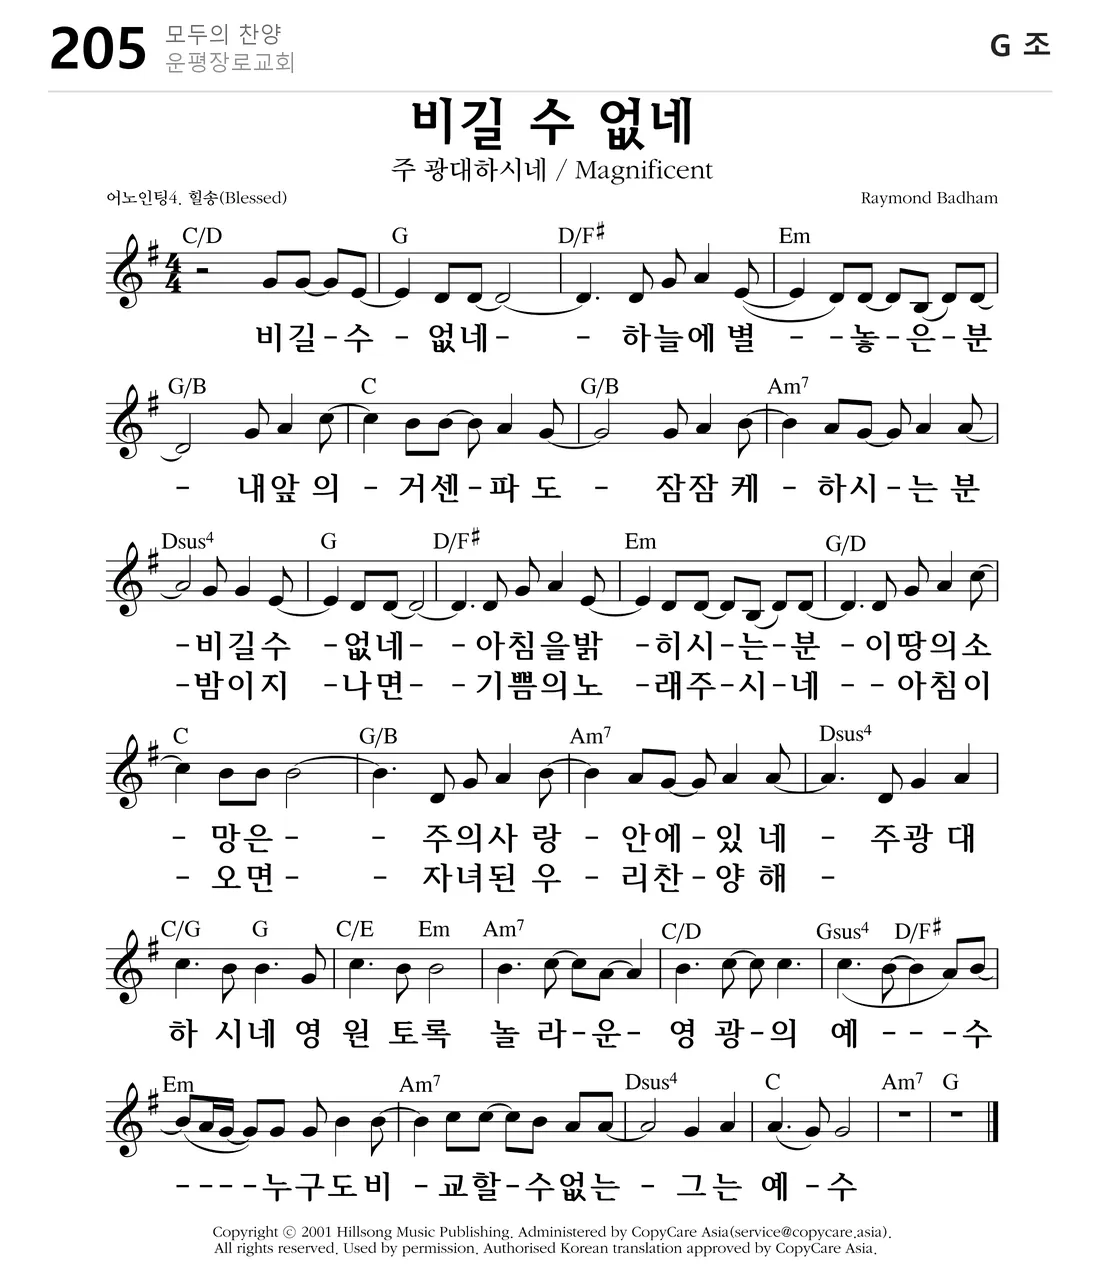 205
모두의 찬양
운평장로교회
G 조
비길 수 없네
주 광대하시네 / Magnificent
어노인팅4. 힐송(Blessed)
Raymond Badham
C/D G D/F♯ Em
비길-수 - 없네- - 하늘에 별 - -놓-은-분
G/B C G/B Am7
- 내앞 의 - 거센-파 도 - 잠잠 케 - 하시-는 분
Dsus4 G D/F♯ Em G/D
-비길수 -없네- -아침을밝 -히시-는-분 -이땅의소
-밤이지 -나면- -기쁨의노 -래주-시-네 - -아침이
C G/B Am7 Dsus4
- 망은- - 주의사 랑 - 안에-있 네 - 주광 대
- 오면- - 자녀된 우 - 리찬-양 해 -
C/G G C/E Em Am7 C/D Gsus4 D/F♯
하 시네 영 원 토록 놀 라-운- 영 광-의 예 - - -수
Em Am7 Dsus4 C Am7 G
- - - -누구도비 - 교할-수없는 - 그는 예 -수
Copyright ⓒ 2001 Hillsong Music Publishing. Administered by CopyCare Asia(service@copycare.asia).
All rights reserved. Used by permission. Authorised Korean translation approved by CopyCare Asia.